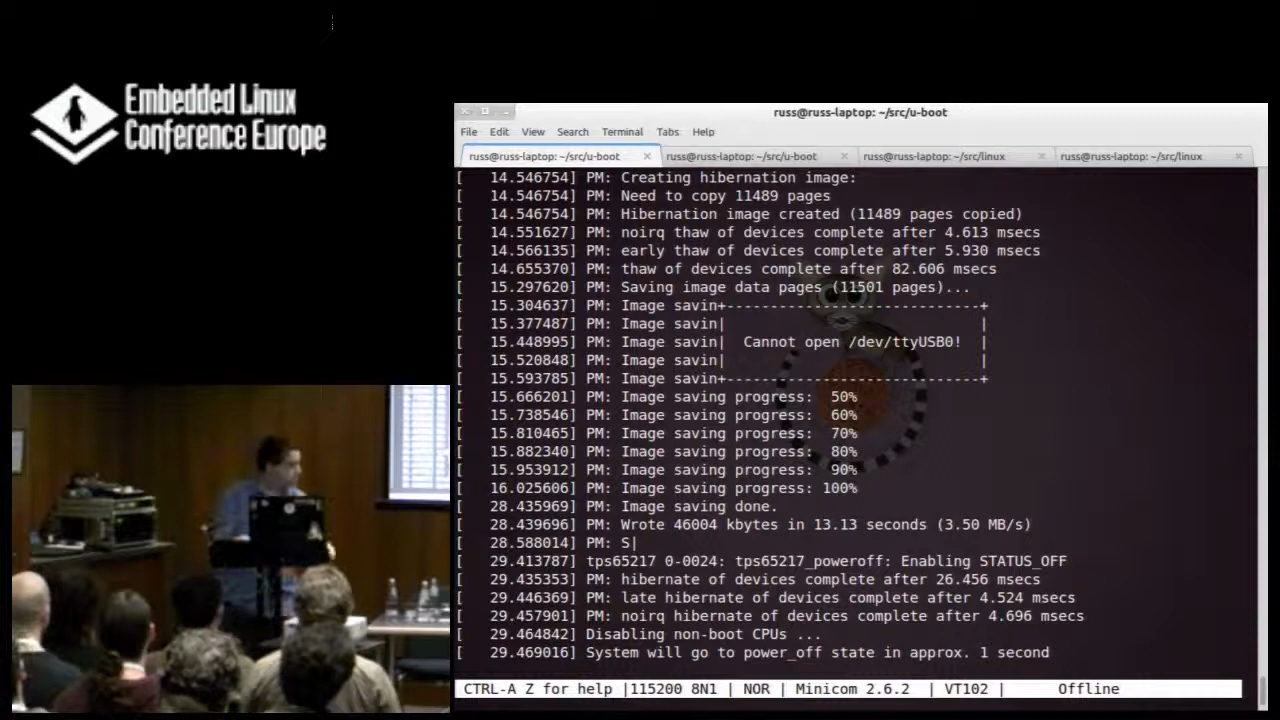 Embedded Linux
Conference Europe
russ@russ-laptop: ~/src/u-boot
File Edit View Search Terminal Tabs Help
russ@russ-laptop: ~/src/u-boot × russ@russ-laptop: ~/src/u-boot × russ@russ-laptop: ~/src/linux × russ@russ-laptop: ~/src/linux ×
[   14.546754] PM: Creating hibernation image:
[   14.546754] PM: Need to copy 11489 pages
[   14.546754] PM: Hibernation image created (11489 pages copied)
[   14.551627] PM: noirq thaw of devices complete after 4.613 msecs
[   14.566135] PM: early thaw of devices complete after 5.930 msecs
[   14.655370] PM: thaw of devices complete after 82.606 msecs
[   15.297620] PM: Saving image data pages (11501 pages)...
[   15.304637] PM: Image savin+-----------------------------+
[   15.377487] PM: Image savin|                             |
[   15.448995] PM: Image savin|  Cannot open /dev/ttyUSB0!  |
[   15.520848] PM: Image savin|                             |
[   15.593785] PM: Image savin+-----------------------------+
[   15.666201] PM: Image saving progress:  50%
[   15.738546] PM: Image saving progress:  60%
[   15.810465] PM: Image saving progress:  70%
[   15.882340] PM: Image saving progress:  80%
[   15.953912] PM: Image saving progress:  90%
[   16.025606] PM: Image saving progress: 100%
[   28.435969] PM: Image saving done.
[   28.439696] PM: Wrote 46004 kbytes in 13.13 seconds (3.50 MB/s)
[   28.588014] PM: S|
[   29.413787] tps65217 0-0024: tps65217_poweroff: Enabling STATUS_OFF
[   29.435353] PM: hibernate of devices complete after 26.456 msecs
[   29.446369] PM: late hibernate of devices complete after 4.524 msecs
[   29.457901] PM: noirq hibernate of devices complete after 4.696 msecs
[   29.464842] Disabling non-boot CPUs ...
[   29.469016] System will go to power_off state in approx. 1 second
CTRL-A Z for help |115200 8N1 | NOR | Minicom 2.6.2  | VT102 |      Offline